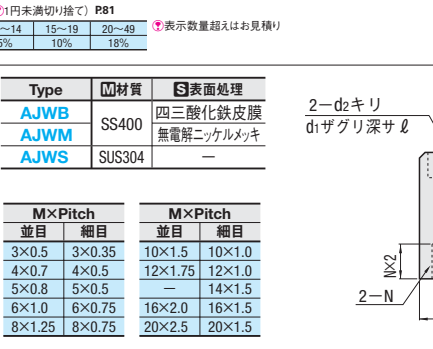 1円未満切り捨て) P.81
～14 15～19 20～49 ?表示数量超えはお見積り
5% 10% 18%
Type M材質 S表面処理
AJWB SS400 四三酸化鉄皮膜
AJWM 無電解ニッケルメッキ
AJWS SUS304 －
2－d2キリ
d1ザグリ深サℓ
M×Pitch M×Pitch
並目 細目 並目 細目
3×0.5 3×0.35 10×1.5 10×1.0
4×0.7 4×0.5 12×1.75 12×1.0
5×0.8 5×0.5 － 14×1.5
6×1.0 6×0.75 16×2.0 16×1.5
8×1.25 8×0.75 20×2.5 20×1.5
N×2
2－N